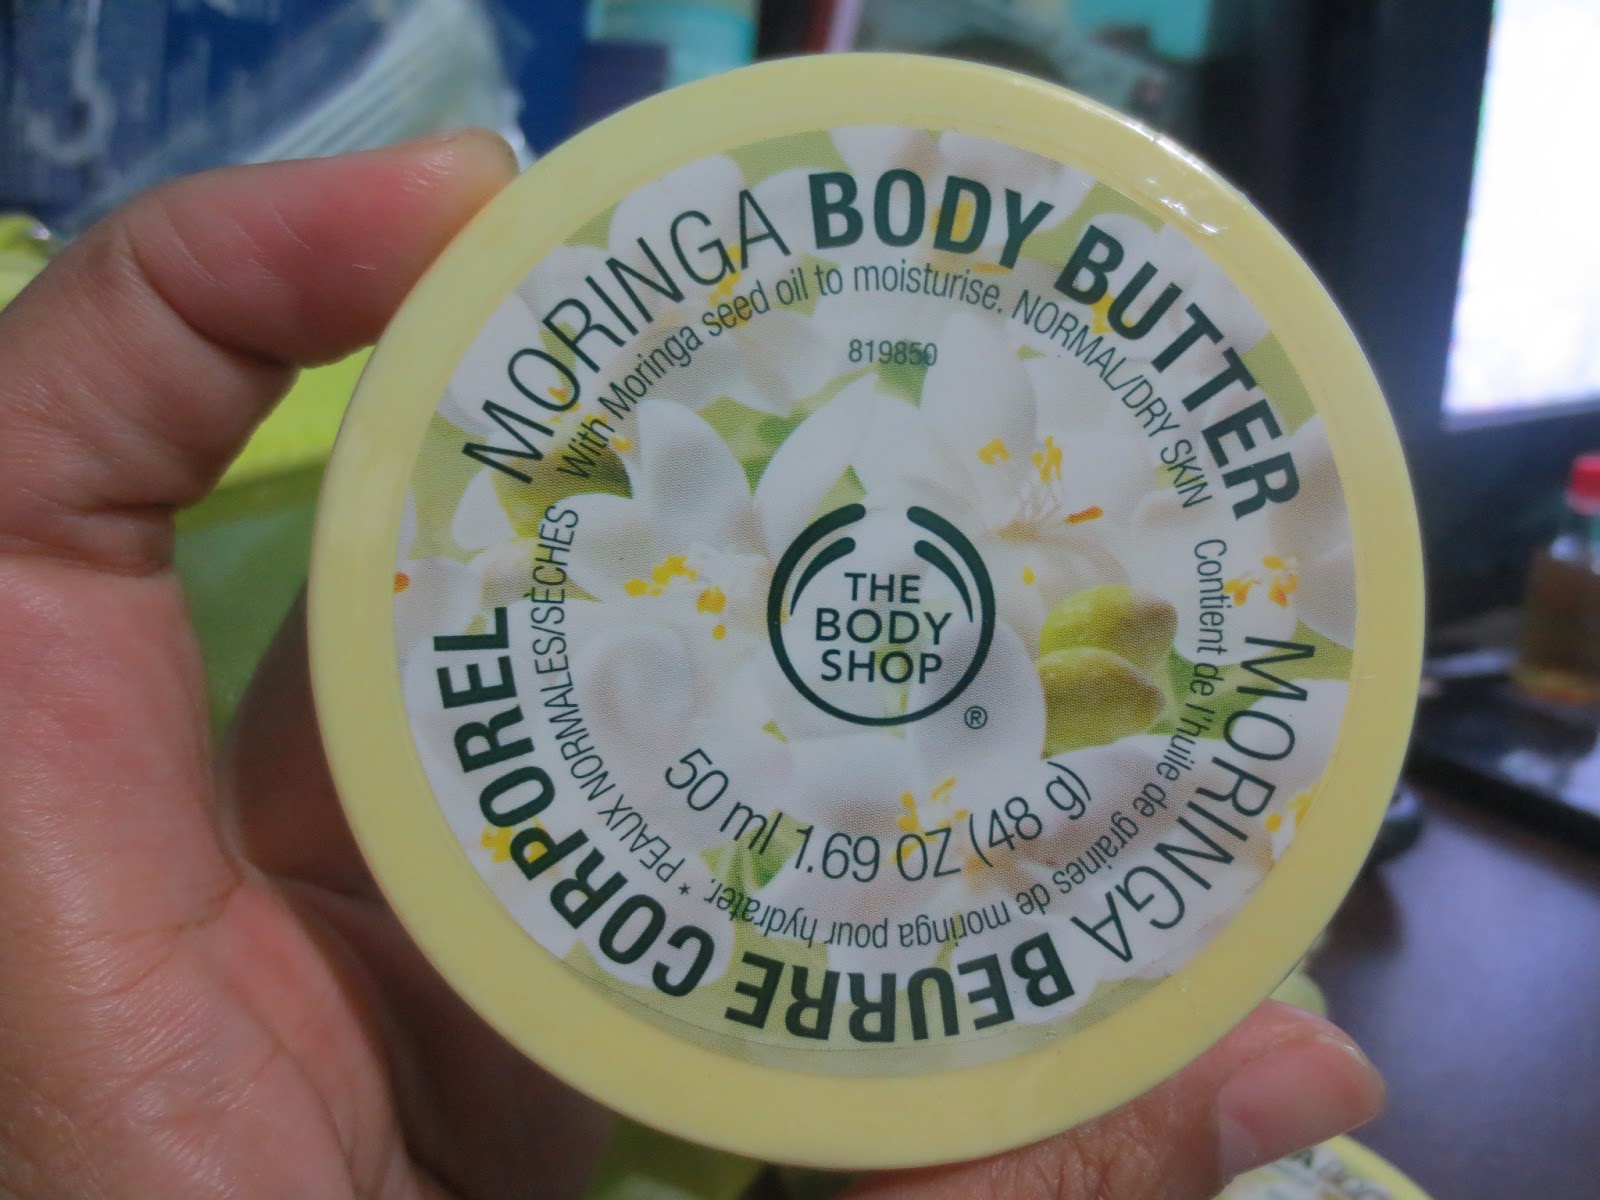 MORINGA BODY BUTTER
With Moringa seed oil to moisturise. NORMAL/DRY SKIN
819850
THE
BODY
SHOP
®
50 ml 1.69 OZ (48 g)
MORINGA BEURRE CORPOREL
Contient de l'huile de graines de moringa pour hydrater. * PEAUX NORMALES/SÈCHES